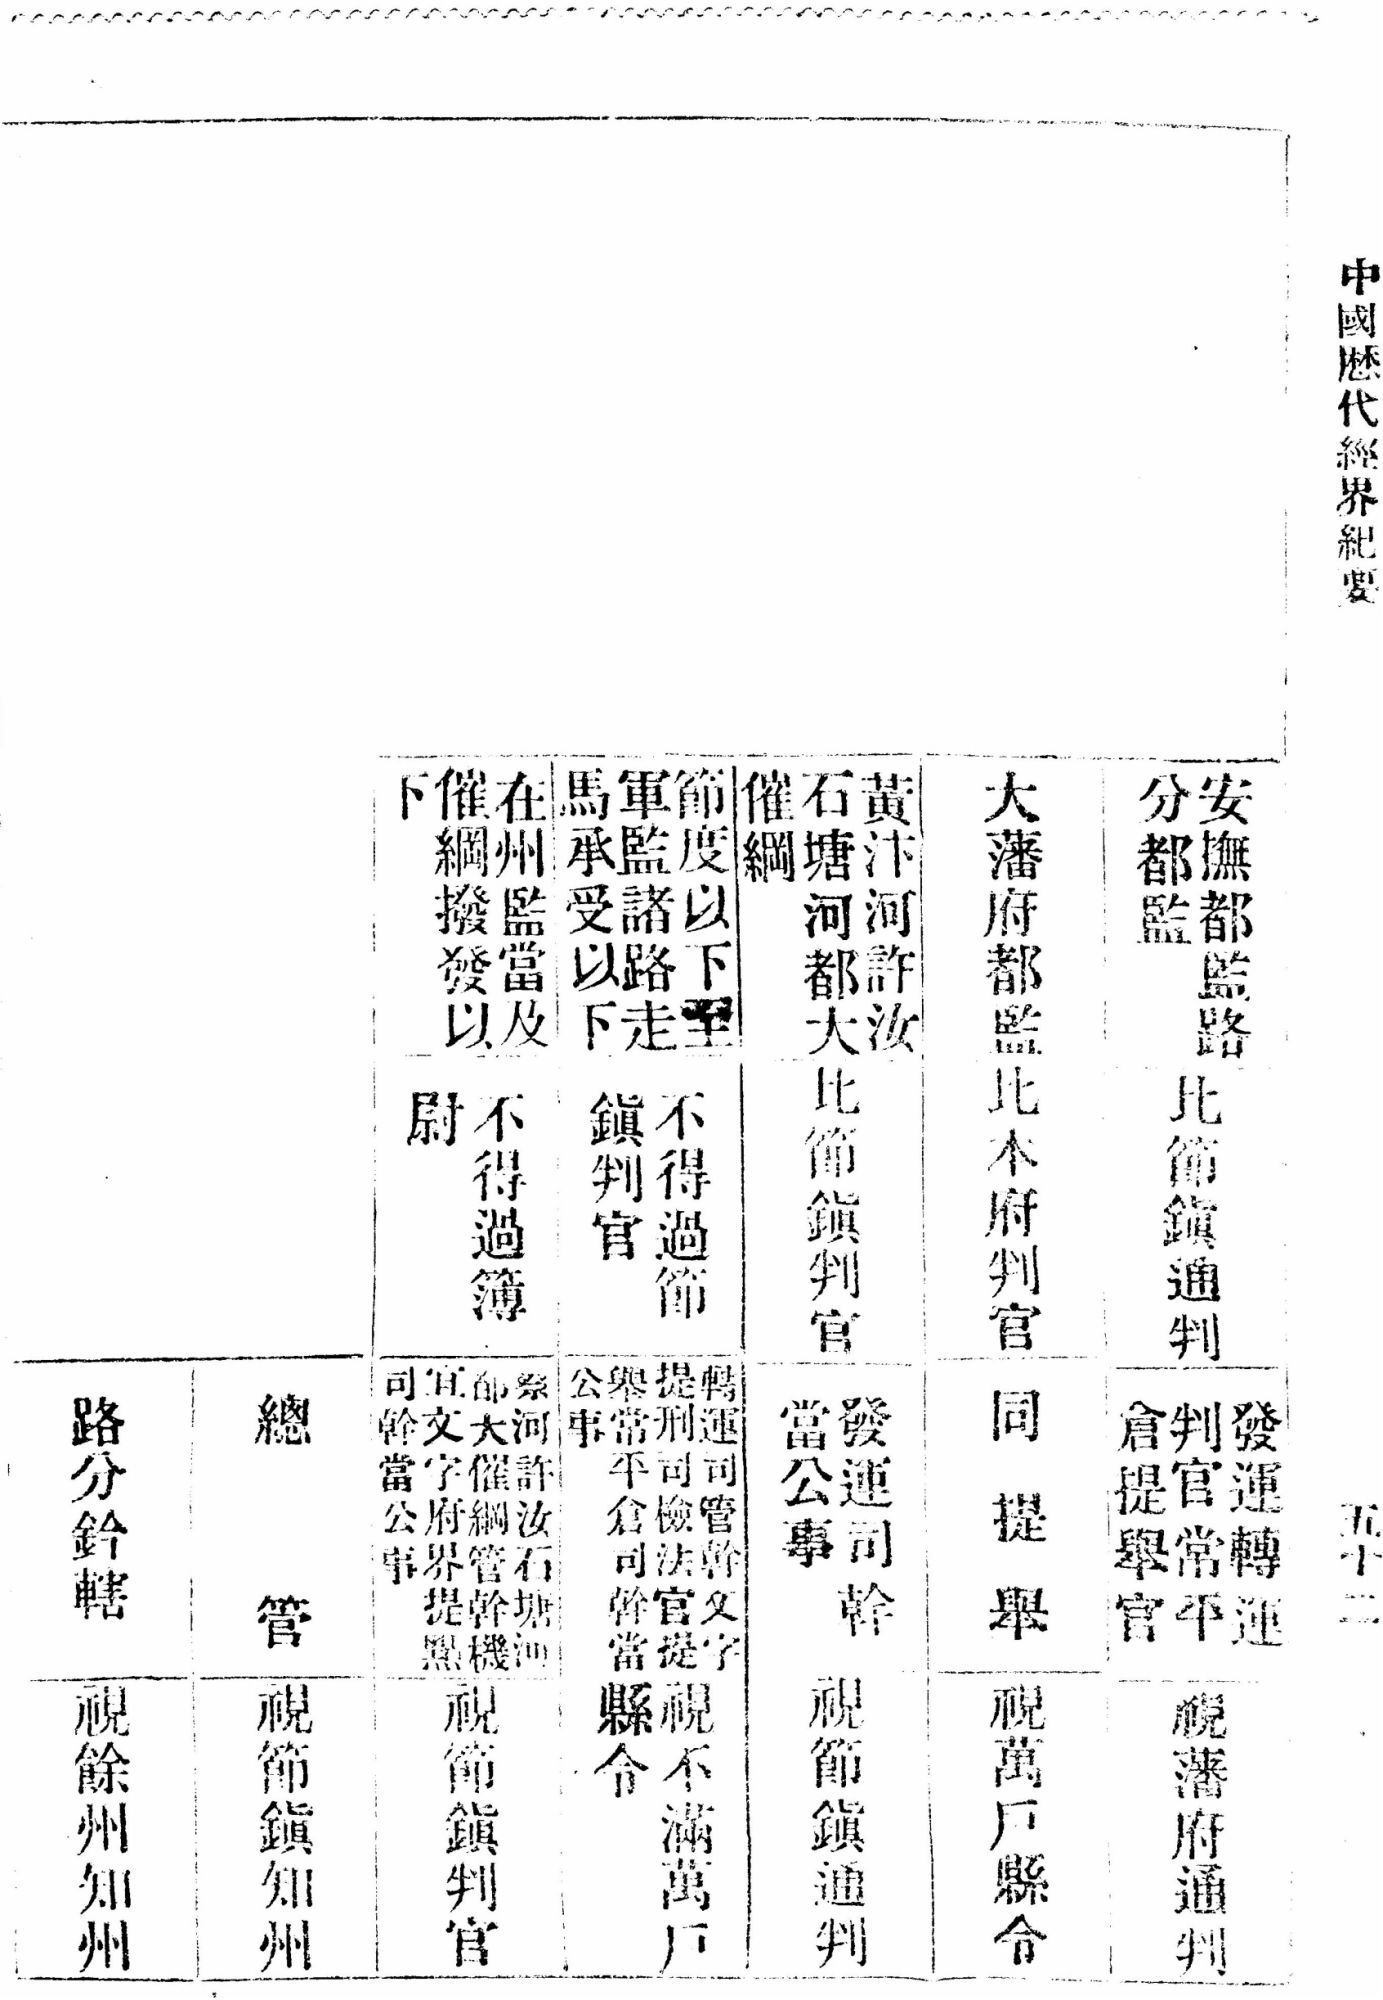 中國歷代經界紀要
五十二
安撫都監路
分都監
比節鎭通判
發運轉運
判官常平
倉提舉官
視藩府通判
大藩府都監
比本府判官
同提舉
視萬戶縣令
黃汴河許汝
石塘河都大
催綱
比節鎭判官
發運司幹
當公事
視節鎭通判
節度以下至
軍監諸路走
馬承受以下
不得過節
鎭判官
轉運司管幹文字
提刑司檢法官提
舉常平倉司幹當
公事
視不滿萬戶
縣令
在州監當及
催綱撥發以
下
不得過簿
尉
蔡河許汝石塘河
都大催綱管幹機
宜文字府界提點
司幹當公事
視節鎭判官
總管
視節鎭知州
路分鈐轄
視餘州知州